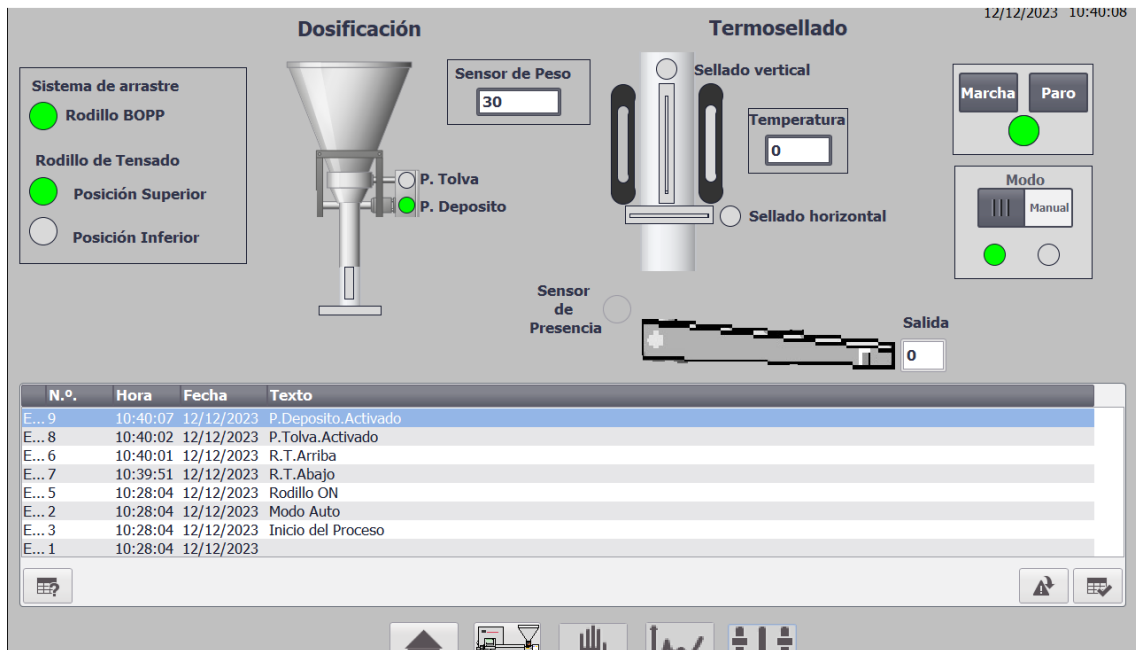 12/12/2023 10:40:08
Dosificación
Termosellado
Sistema de arrastre
Rodillo BOPP
Rodillo de Tensado
Posición Superior
Posición Inferior
Sensor de Peso
30
P. Tolva
P. Deposito
Sellado vertical
Temperatura
0
Sellado horizontal
Marcha Paro
Modo
Manual
Sensor
de
Presencia
Salida
0
N.º. Hora Fecha Texto
E... 9 10:40:07 12/12/2023 P.Deposito.Activado
E... 8 10:40:02 12/12/2023 P.Tolva.Activado
E... 6 10:40:01 12/12/2023 R.T.Arriba
E... 7 10:39:51 12/12/2023 R.T.Abajo
E... 5 10:28:04 12/12/2023 Rodillo ON
E... 2 10:28:04 12/12/2023 Modo Auto
E... 3 10:28:04 12/12/2023 Inicio del Proceso
E... 1 10:28:04 12/12/2023